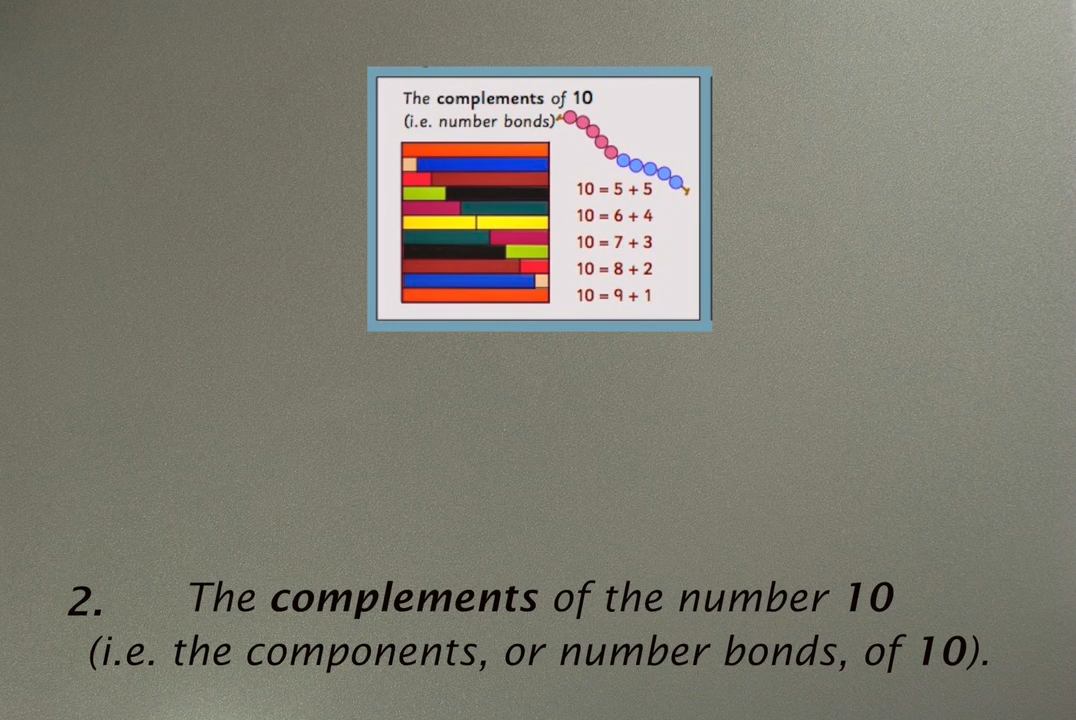 The complements of 10
(i.e. number bonds)
10 = 5 + 5
10 = 6 + 4
10 = 7 + 3
10 = 8 + 2
10 = 9 + 1
2. The complements of the number 10
(i.e. the components, or number bonds, of 10).